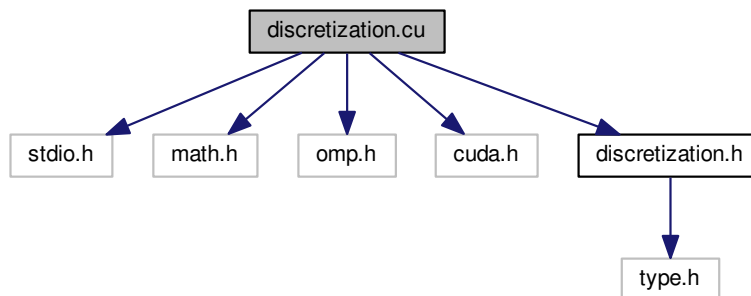 discretization.cu
stdio.h
math.h
omp.h
cuda.h
discretization.h
type.h